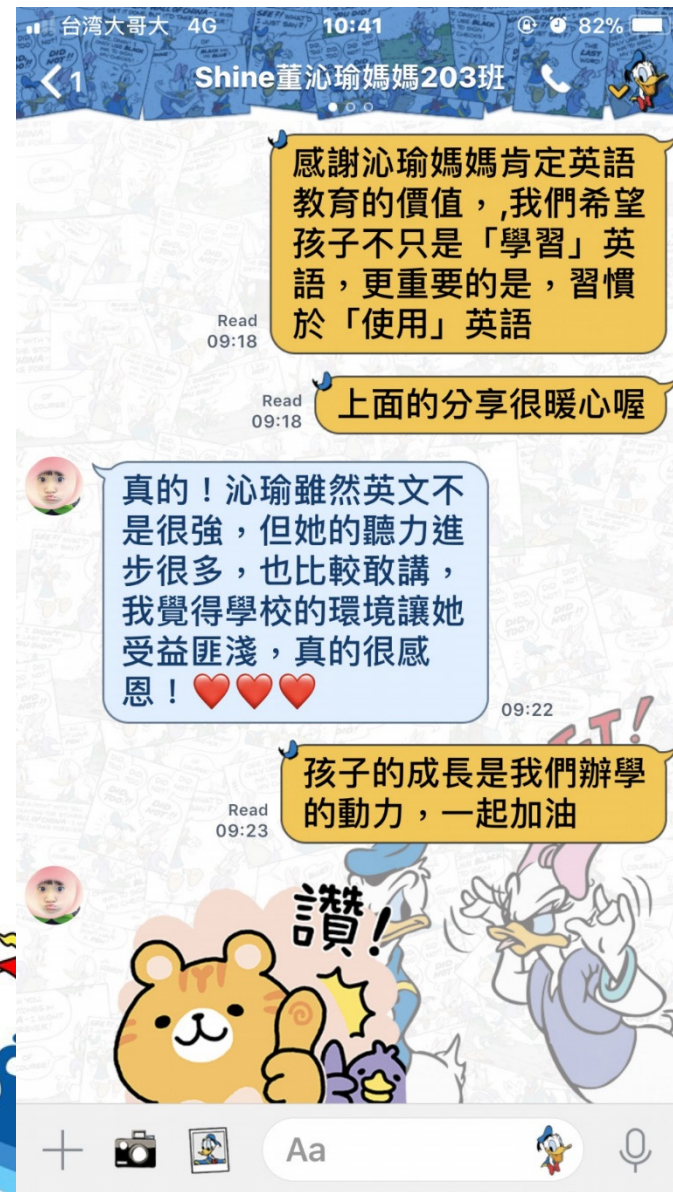 台湾大哥大 4G 10:41 82%
1 Shine董沁瑜媽媽203班
感謝沁瑜媽媽肯定英語
教育的價值，,我們希望
孩子不只是「學習」英
語，更重要的是，習慣
於「使用」英語
Read
09:18
上面的分享很暖心喔
Read
09:18
真的！沁瑜雖然英文不
是很強，但她的聽力進
步很多，也比較敢講，
我覺得學校的環境讓她
受益匪淺，真的很感
恩！❤️❤️❤️
09:22
孩子的成長是我們辦學
的動力，一起加油
Read
09:23
讚！
Aa